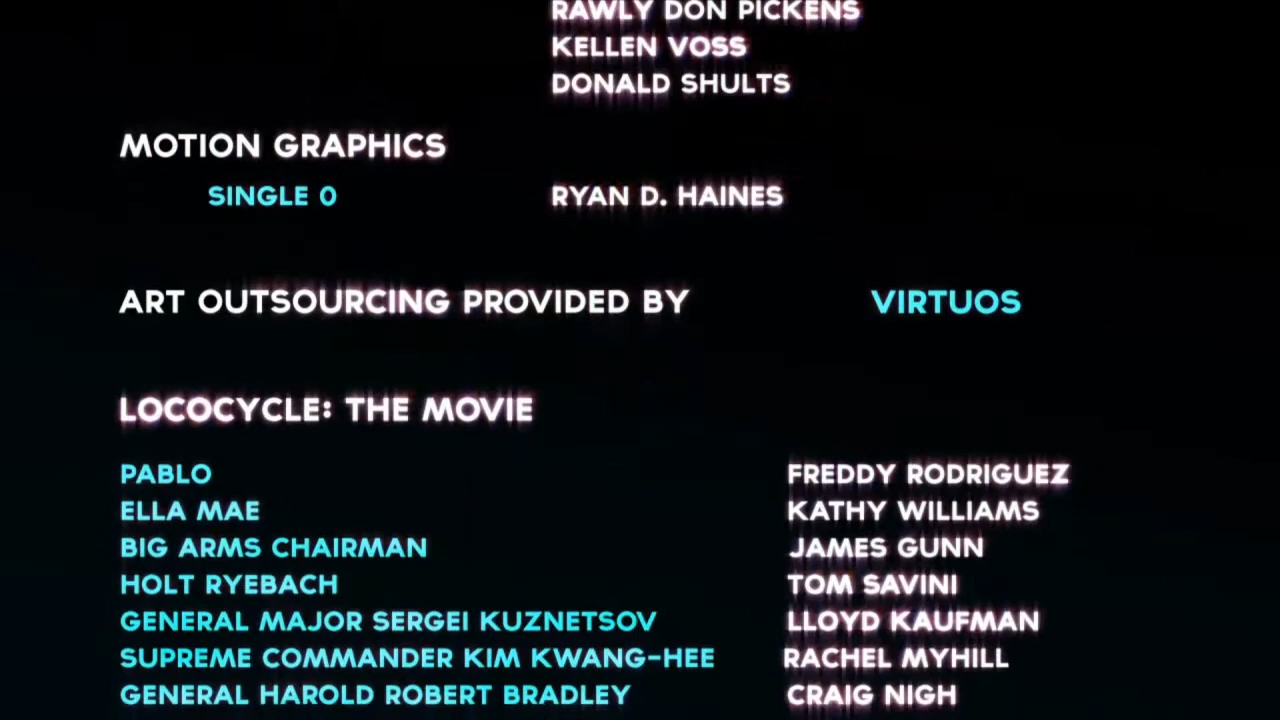 RAWLY DON PICKENS
KELLEN VOSS
DONALD SHULTS
MOTION GRAPHICS
SINGLE 0 RYAN D. HAINES
ART OUTSOURCING PROVIDED BY VIRTUOS
LOCOCYCLE: THE MOVIE
PABLO FREDDY RODRIGUEZ
ELLA MAE KATHY WILLIAMS
BIG ARMS CHAIRMAN JAMES GUNN
HOLT RYEBACH TOM SAVINI
GENERAL MAJOR SERGEI KUZNETSOV LLOYD KAUFMAN
SUPREME COMMANDER KIM KWANG-HEE RACHEL MYHILL
GENERAL HAROLD ROBERT BRADLEY CRAIG NIGH